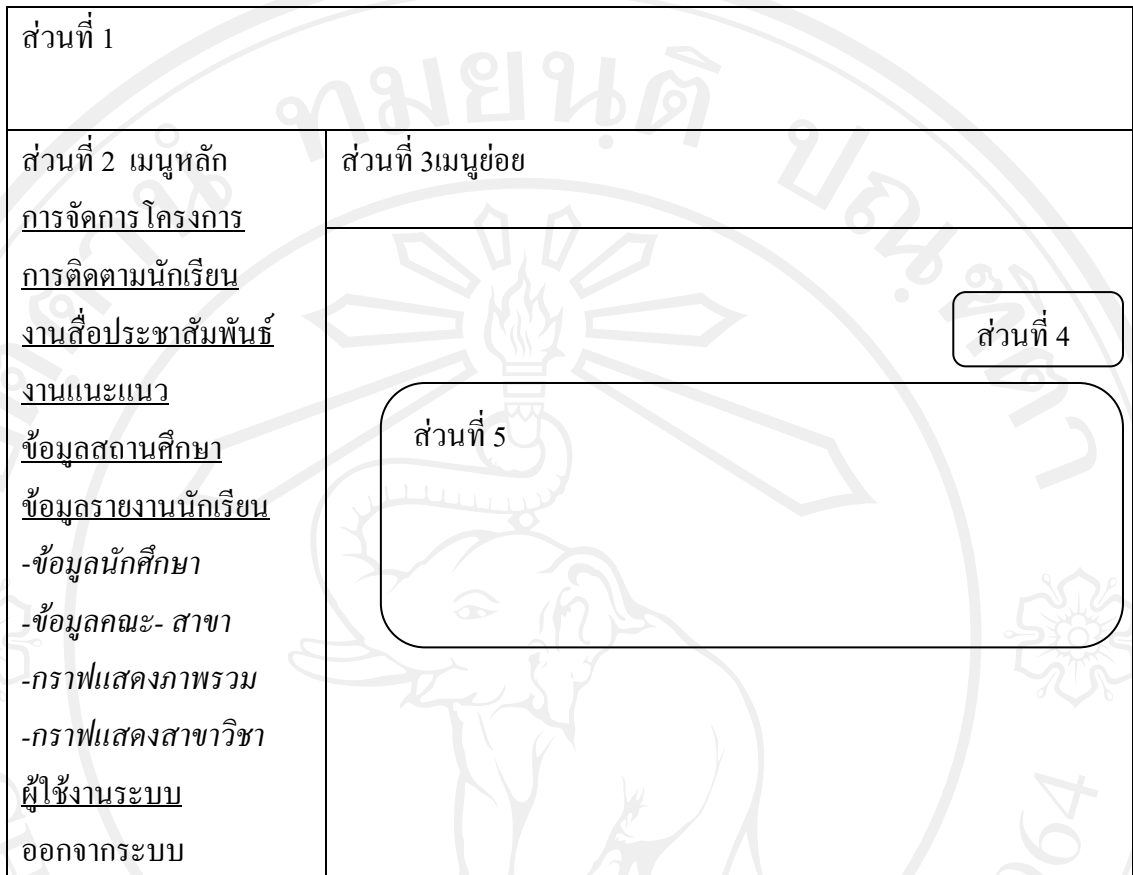 ส่วนที่ 1
ส่วนที่ 2 เมนูหลัก
การจัดการโครงการ
การติดตามนักเรียน
งานสื่อประชาสัมพันธ์
งานแนะแนว
ข้อมูลสถานศึกษา
ข้อมูลรายงานนักเรียน
-ข้อมูลนักศึกษา
-ข้อมูลคณะ- สาขา
-กราฟแสดงภาพรวม
-กราฟแสดงสาขาวิชา
ผู้ใช้งานระบบ
ออกจากระบบ
ส่วนที่ 3เมนูย่อย
ส่วนที่ 4
ส่วนที่ 5